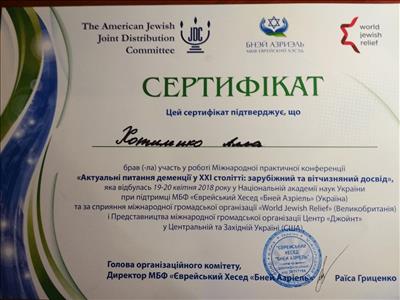 The American Jewish
Joint Distribution
Committee
JDC
БНЕЙ АЗРИЭЛЬ
world
jewish
relief
СЕРТИФІКАТ
Цей сертифікат підтверджує, що
брав (-ла) участь у роботі Міжнародної практичної конференції
«Актуальні питання деменції у XXI столітті: зарубіжний та вітчизняний досвід»,
яка відбулась 19-20 квітня 2018 року у Національній академії наук України
при підтримці МБФ «Єврейський Хесед «Бней Азріель» (Україна)
та за сприяння міжнародної громадської організації «World Jewish Relief» (Великобританія)
і Представництва міжнародної громадської організації Центр «Джойнт»
у Центральній та Західній Україні (США)
Голова організаційного комітету,
Директор МБФ «Єврейський Хесед «Бней Азріель»
Раїса Гриценко
«ЄВРЕЙСЬКИЙ
ХЕСЕД
"БНЕЙ АЗРІЕЛЬ"